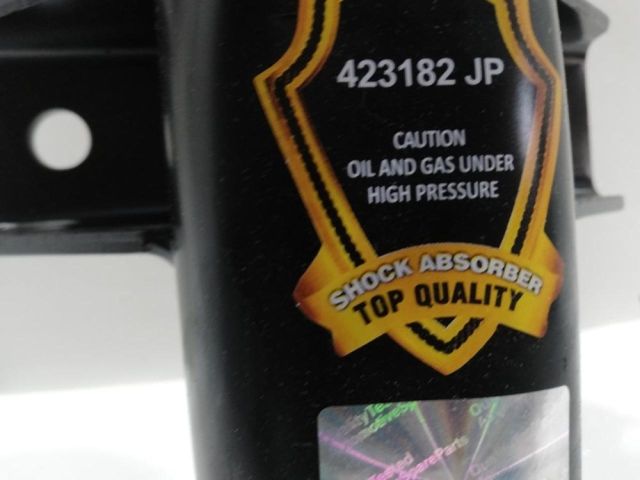 423182 JP
CAUTION
OIL AND GAS UNDER
HIGH PRESSURE
SHOCK ABSORBER
TOP QUALITY